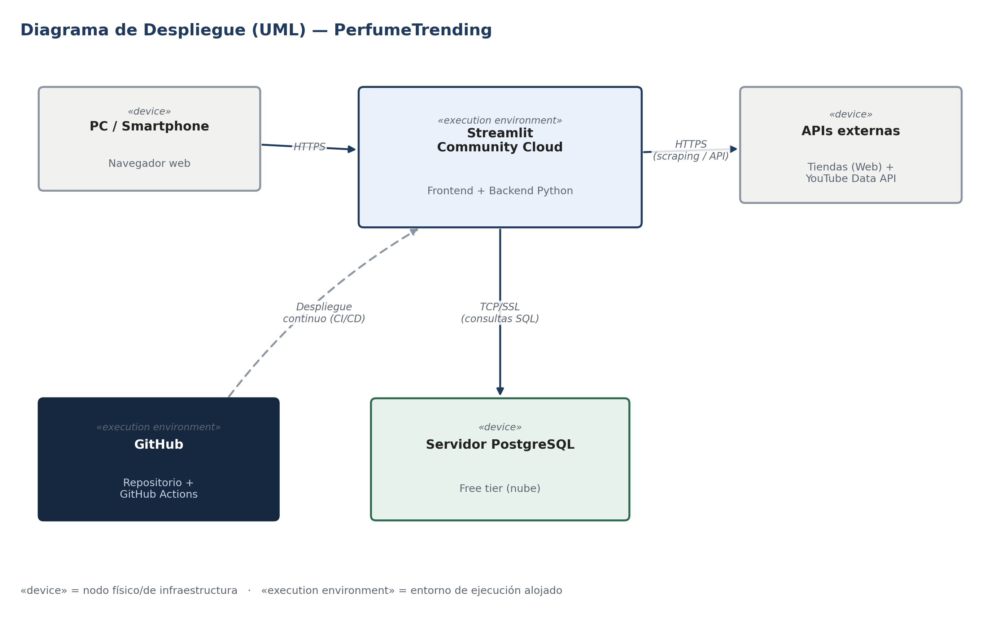 Diagrama de Despliegue (UML) — PerfumeTrending
«device»
PC / Smartphone
Navegador web
HTTPS
«execution environment»
Streamlit
Community Cloud
Frontend + Backend Python
HTTPS
(scraping / API)
«device»
APIs externas
Tiendas (Web) +
YouTube Data API
Despliegue
continuo (CI/CD)
TCP/SSL
(consultas SQL)
«execution environment»
GitHub
Repositorio +
GitHub Actions
«device»
Servidor PostgreSQL
Free tier (nube)
«device» = nodo físico/de infraestructura · «execution environment» = entorno de ejecución alojado